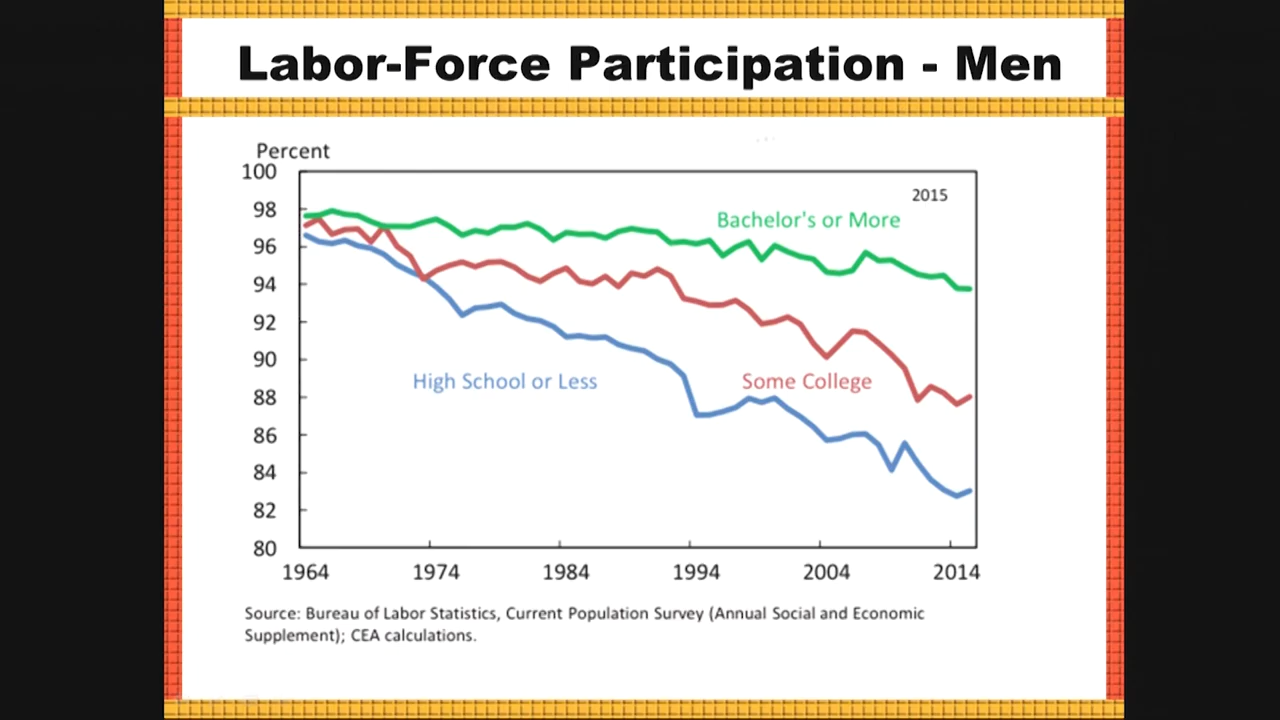 Labor-Force Participation - Men
Percent
100
2015
98
Bachelor's or More
96
94
92
90
High School or Less
Some College
88
86
84
82
80
1964 1974 1984 1994 2004 2014
Source: Bureau of Labor Statistics, Current Population Survey (Annual Social and Economic
Supplement); CEA calculations.